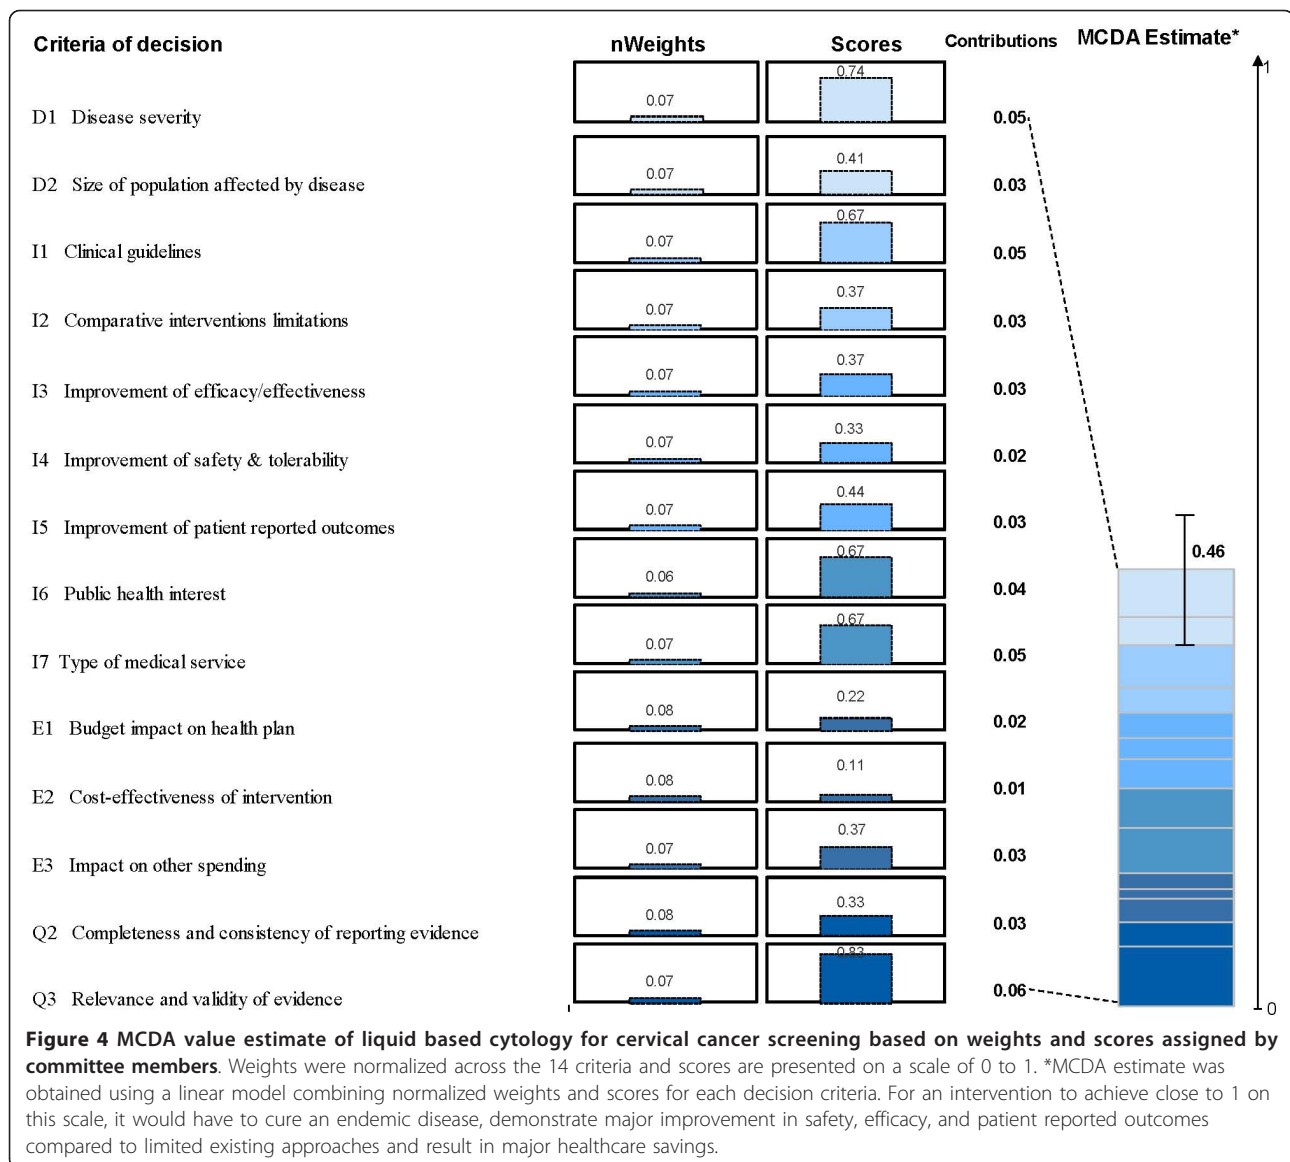 Criteria of decision nWeights Scores Contributions MCDA Estimate*
1
D1 Disease severity 0.07 0.74 0.05
D2 Size of population affected by disease 0.07 0.41 0.03
I1 Clinical guidelines 0.07 0.67 0.05
I2 Comparative interventions limitations 0.07 0.37 0.03
I3 Improvement of efficacy/effectiveness 0.07 0.37 0.03
I4 Improvement of safety & tolerability 0.07 0.33 0.02
I5 Improvement of patient reported outcomes 0.07 0.44 0.03
0.46
I6 Public health interest 0.06 0.67 0.04
I7 Type of medical service 0.07 0.67 0.05
E1 Budget impact on health plan 0.08 0.22 0.02
E2 Cost-effectiveness of intervention 0.08 0.11 0.01
E3 Impact on other spending 0.07 0.37 0.03
Q2 Completeness and consistency of reporting evidence 0.08 0.33 0.03
Q3 Relevance and validity of evidence 0.07 0.83 0.06
0
Figure 4 MCDA value estimate of liquid based cytology for cervical cancer screening based on weights and scores assigned by
committee members. Weights were normalized across the 14 criteria and scores are presented on a scale of 0 to 1. *MCDA estimate was
obtained using a linear model combining normalized weights and scores for each decision criteria. For an intervention to achieve close to 1 on
this scale, it would have to cure an endemic disease, demonstrate major improvement in safety, efficacy, and patient reported outcomes
compared to limited existing approaches and result in major healthcare savings.